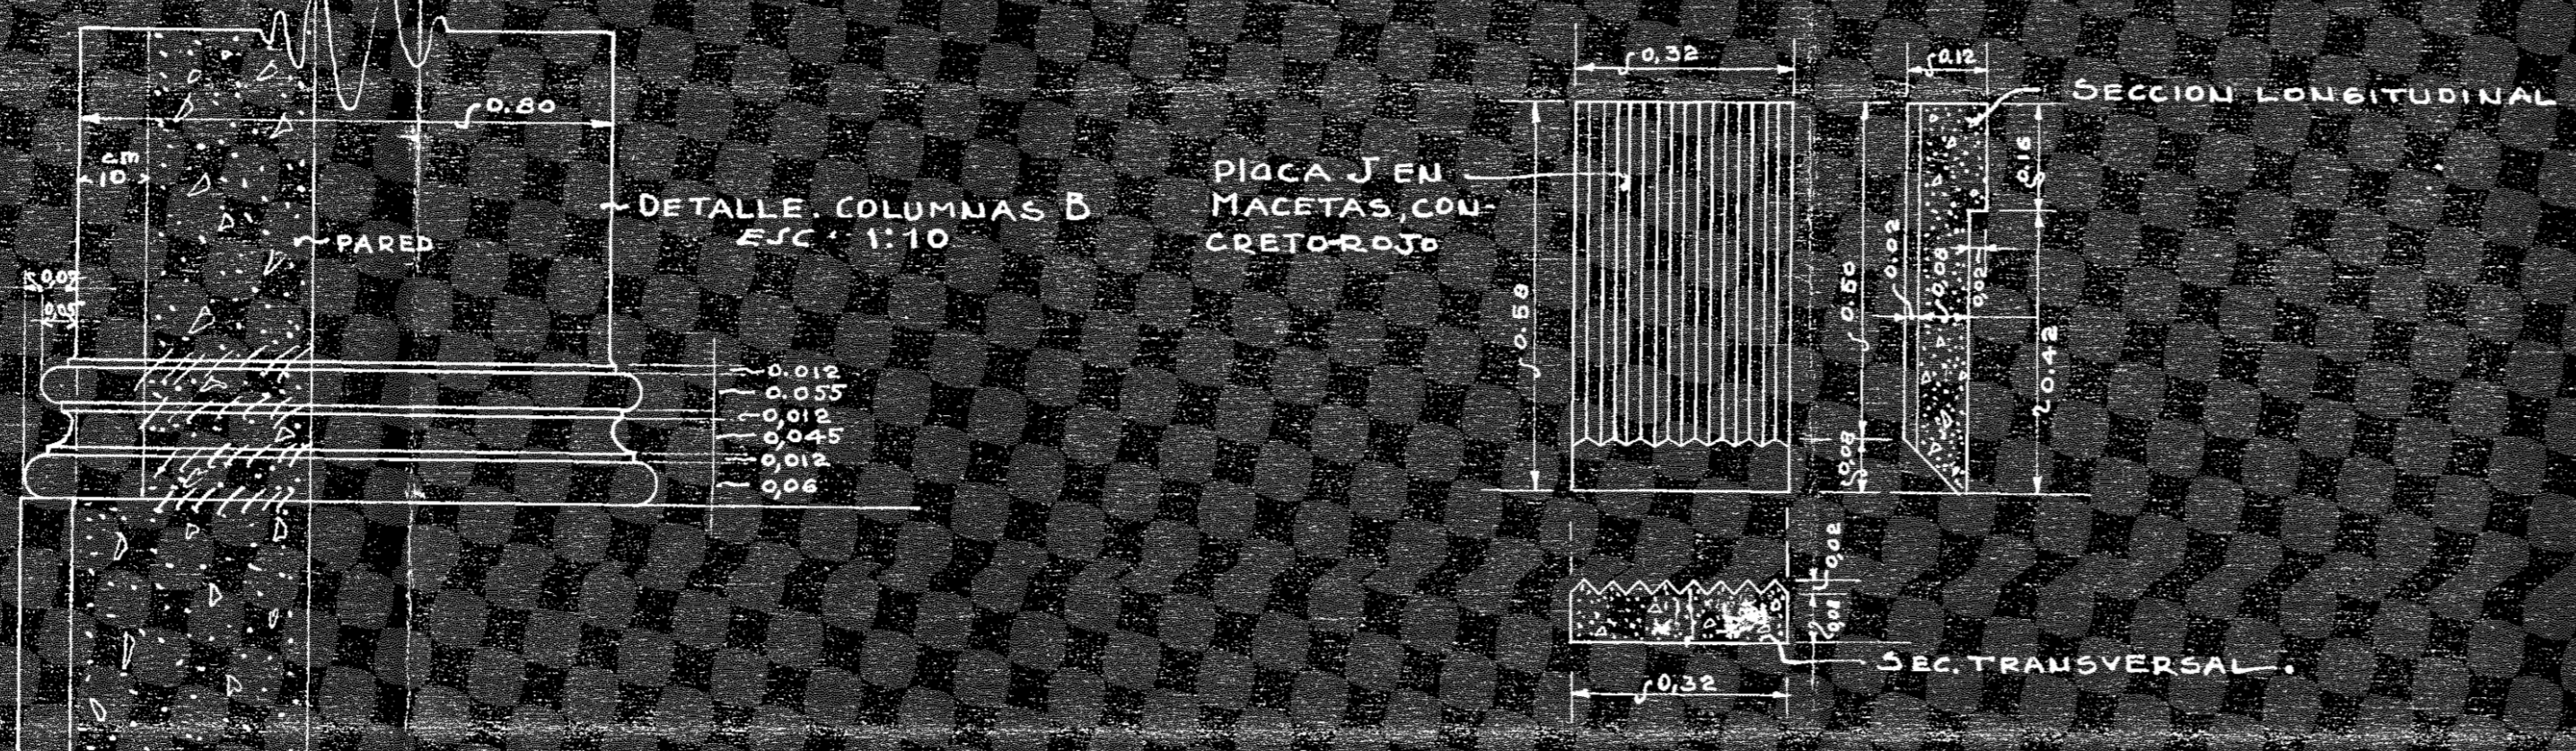 0.80
cm
10
DETALLE. COLUMNAS B
ESC. 1:10
PARED
0,07
0,05
0.012
0.055
0,012
0,045
0,012
0,06
PLACA J EN
MACETAS, CON-
CRETO-ROJO
0,32
0.58
0.50
0.08
0.12
SECCION LONGITUDINAL
0.16
0.02
0.08
0.02
0.42
0,02
0,08
SEC. TRANSVERSAL.
0,32